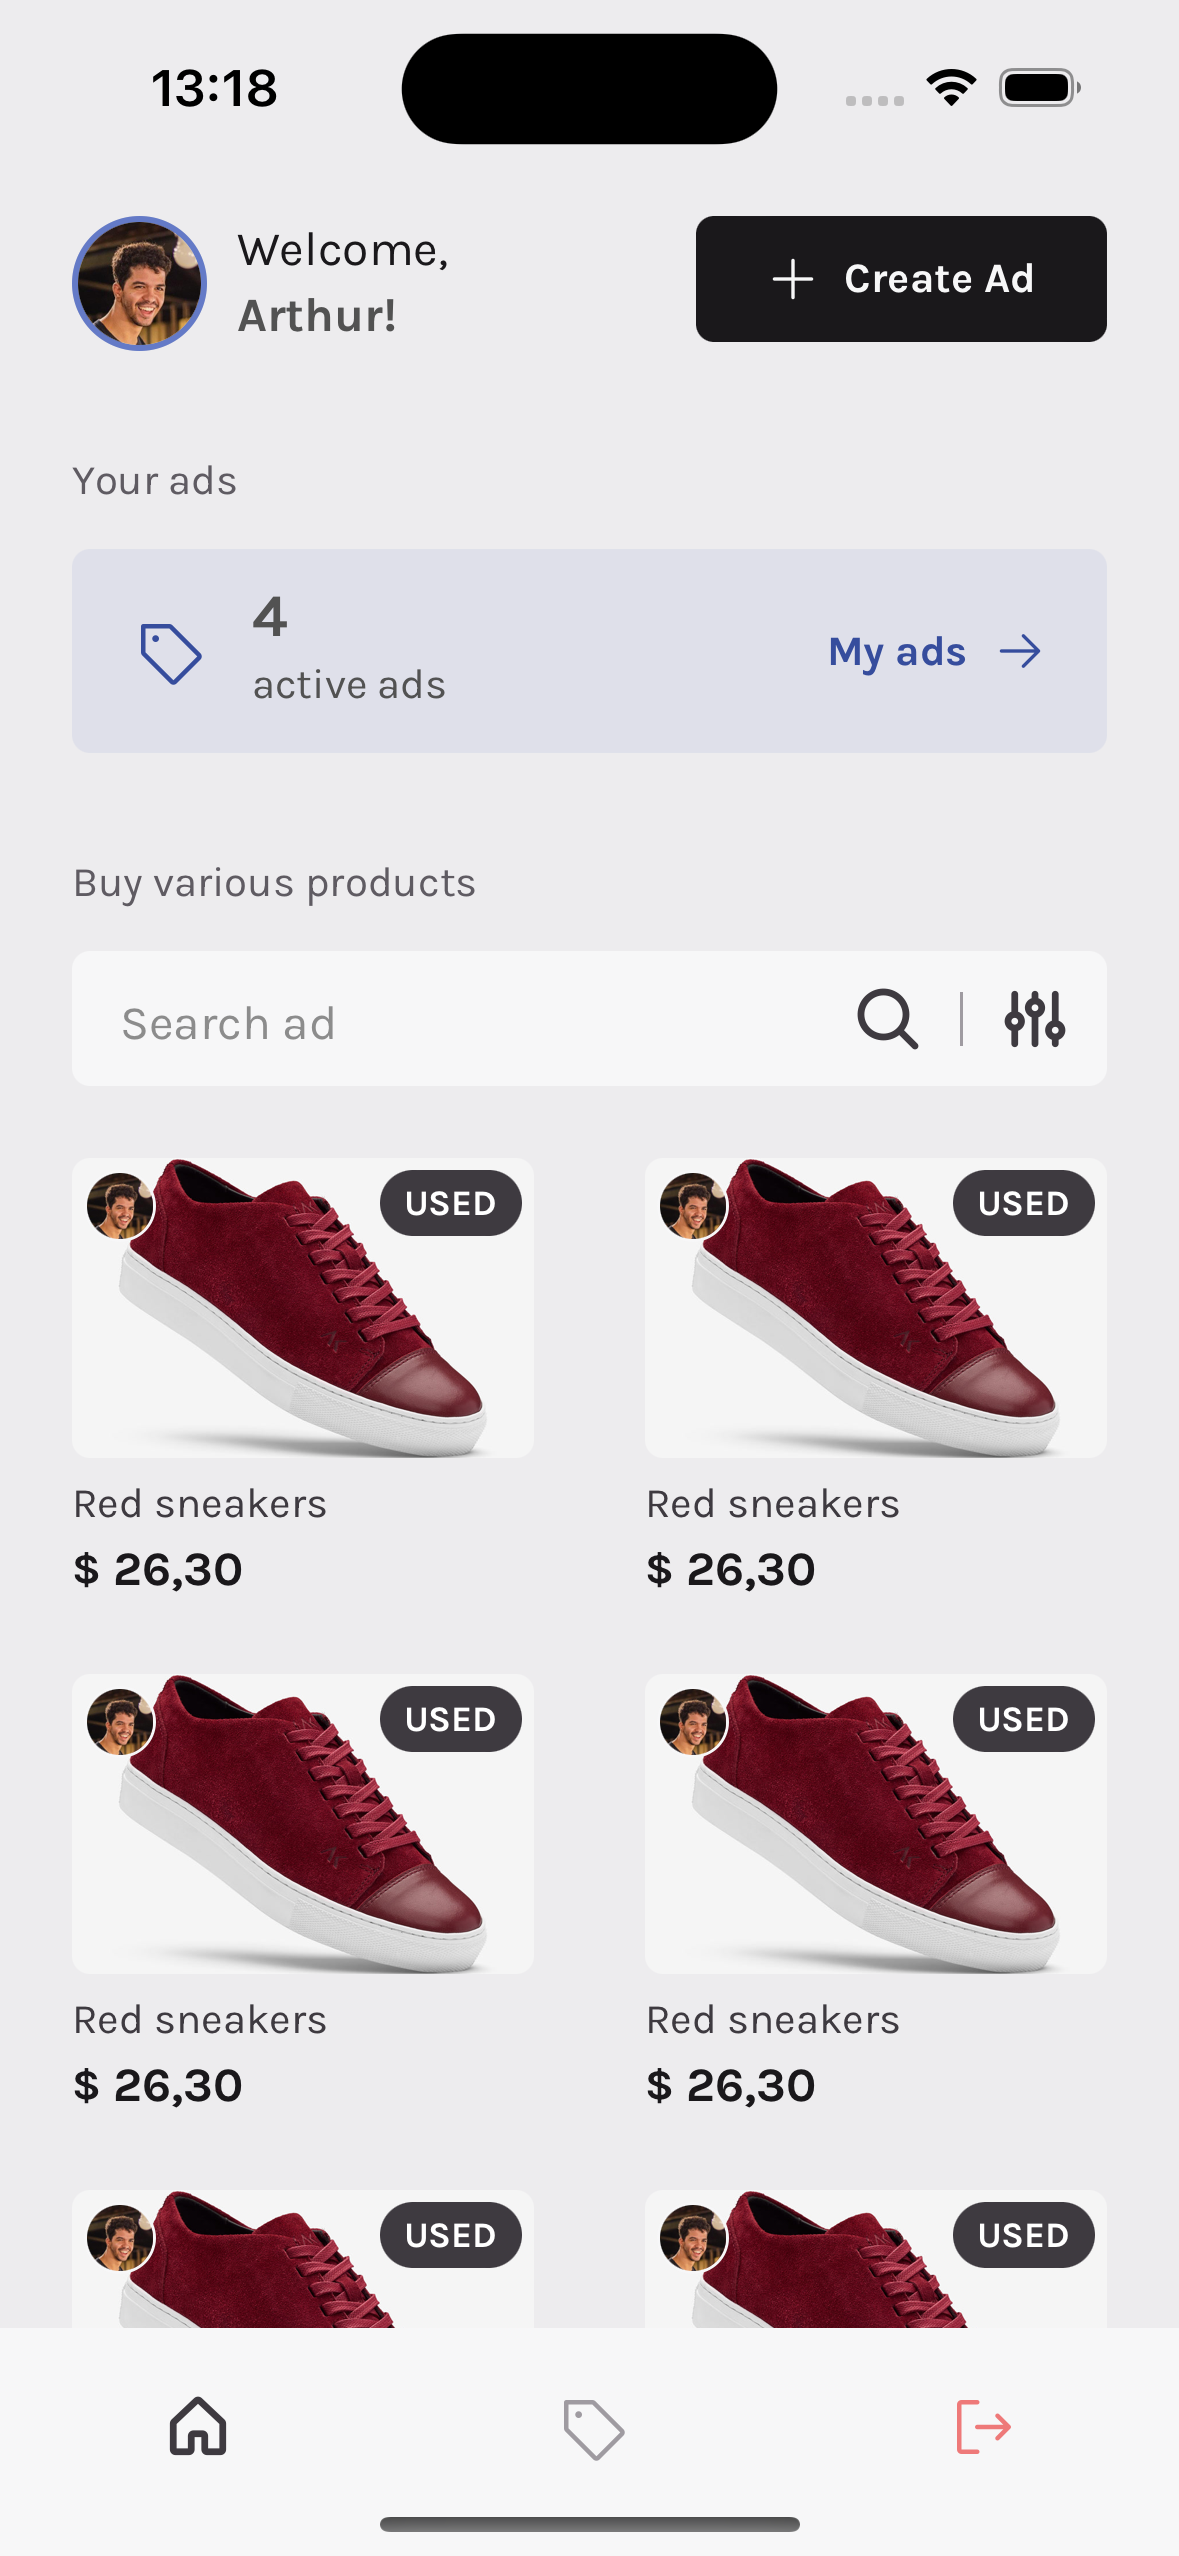 13:18
Welcome,
Arthur!
Create Ad
Your ads
4
active ads
My ads
Buy various products
Search ad
USED
USED
Red sneakers
Red sneakers
$ 26,30
$ 26,30
USED
USED
Red sneakers
Red sneakers
$ 26,30
$ 26,30
USED
USED